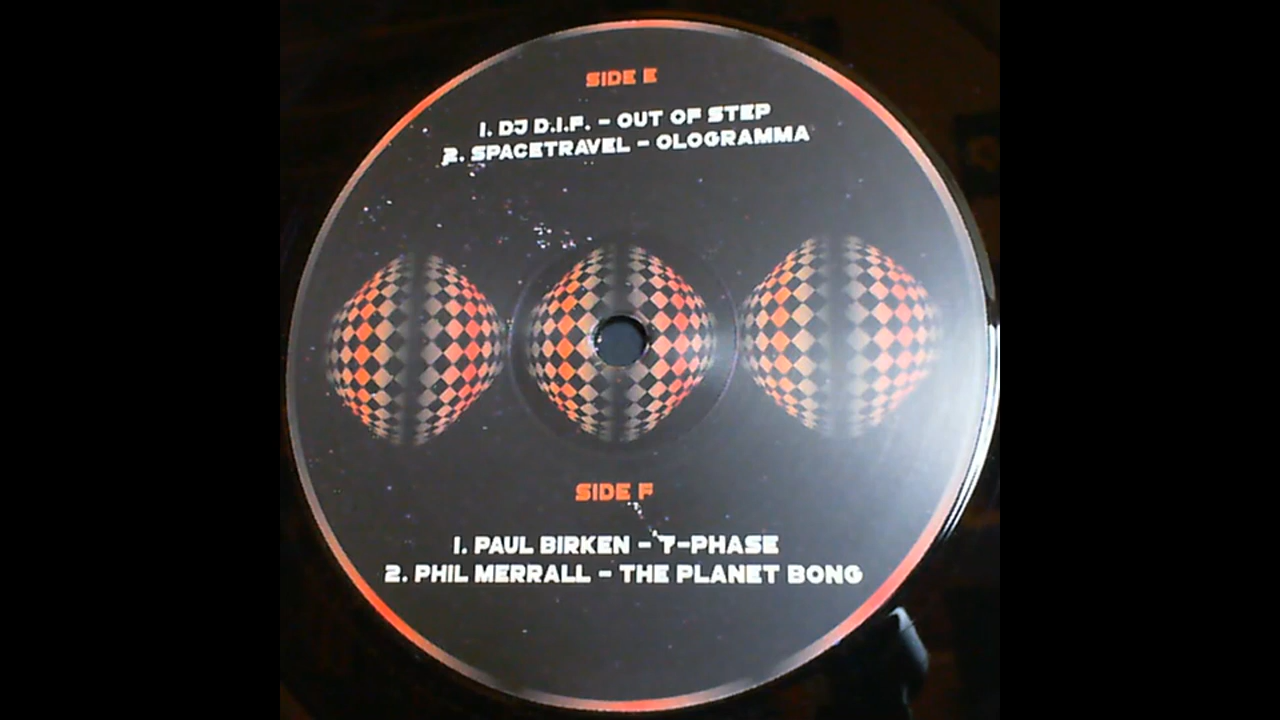 SIDE E
1. DJ D.I.F. - OUT OF STEP
2. SPACETRAVEL - OLOGRAMMA
SIDE F
1. PAUL BIRKEN - 7-PHASE
2. PHIL MERRALL - THE PLANET BONG